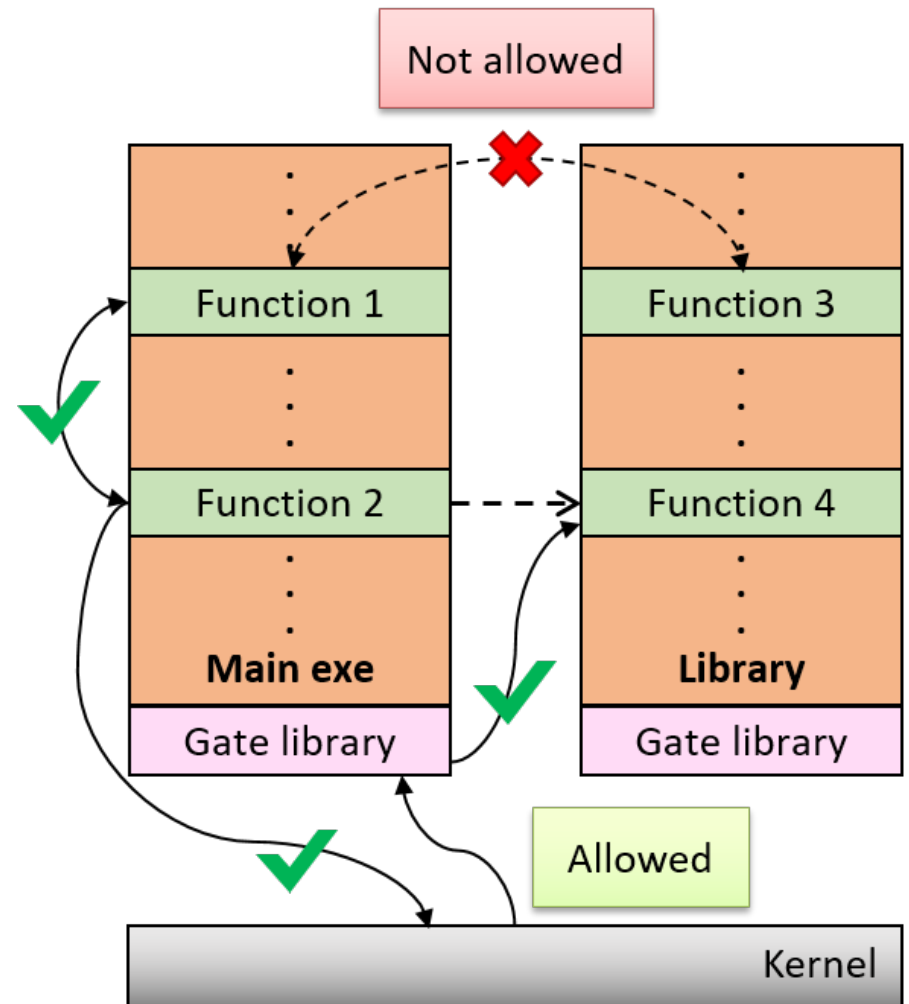 Not allowed
Function 1
Function 3
Function 2
Function 4
Main exe
Library
Gate library
Gate library
Allowed
Kernel